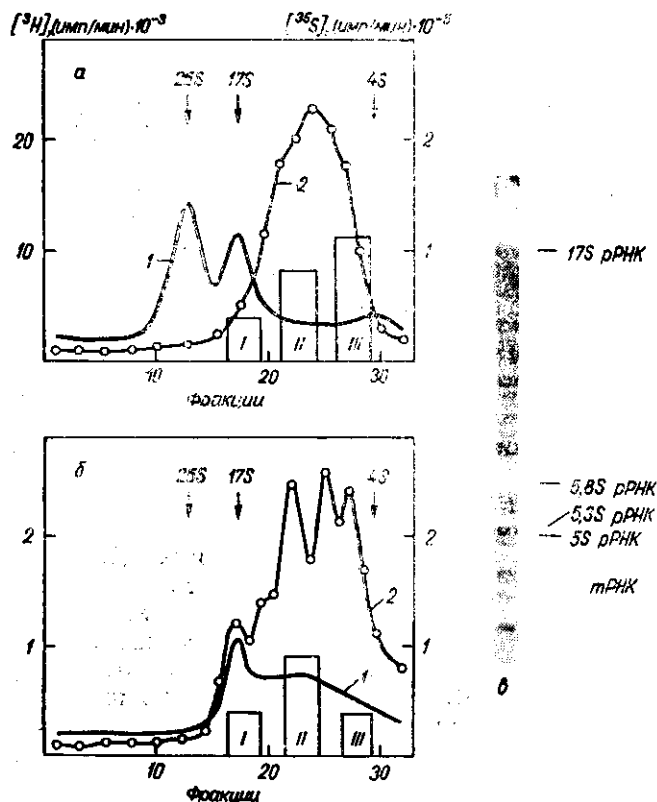 [³H],(имп/мин)·10⁻³ [³⁵S],(имп/мин)·10⁻⁵
а
25S 17S 4S
20 2
2
10 1
1
I II III
10 20 30
Фракции
17S рРНК
б
25S 17S 4S
2 2
2
1 1
1
I II III
10 20 30
Фракции
5,8S рРНК
5,3S рРНК
5S рРНК
тРНК
в